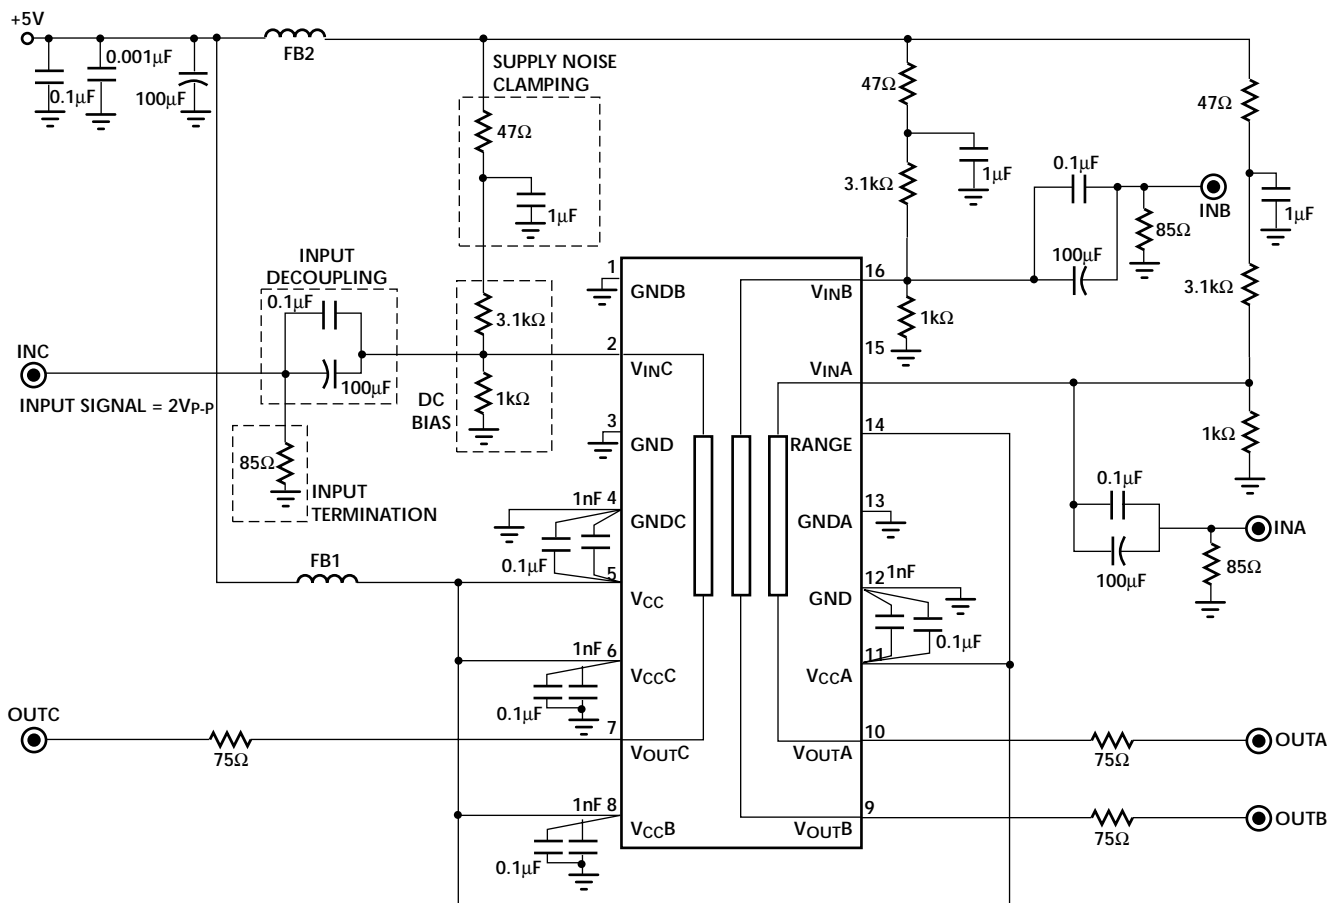 +5V
0.1µF
0.001µF
100µF
FB2
SUPPLY NOISE
CLAMPING
47Ω
1µF
47Ω
1µF
3.1kΩ
0.1µF
100µF
85Ω
INB
47Ω
1µF
3.1kΩ
INPUT
DECOUPLING
0.1µF
100µF
INC
INPUT SIGNAL = 2VP-P
85Ω
INPUT
TERMINATION
3.1kΩ
1kΩ
DC
BIAS
1
GNDB
2
VINC
3
GND
1nF 4
GNDC
0.1µF
5
VCC
FB1
1nF 6
VCCC
0.1µF
7
VOUTC
OUTC
75Ω
1nF 8
VCCB
0.1µF
16
VINB
1kΩ
15
VINA
14
RANGE
13
GNDA
12 1nF
GND
0.1µF
11
VCCA
10
VOUTA
75Ω
OUTA
9
VOUTB
75Ω
OUTB
1kΩ
0.1µF
100µF
85Ω
INA